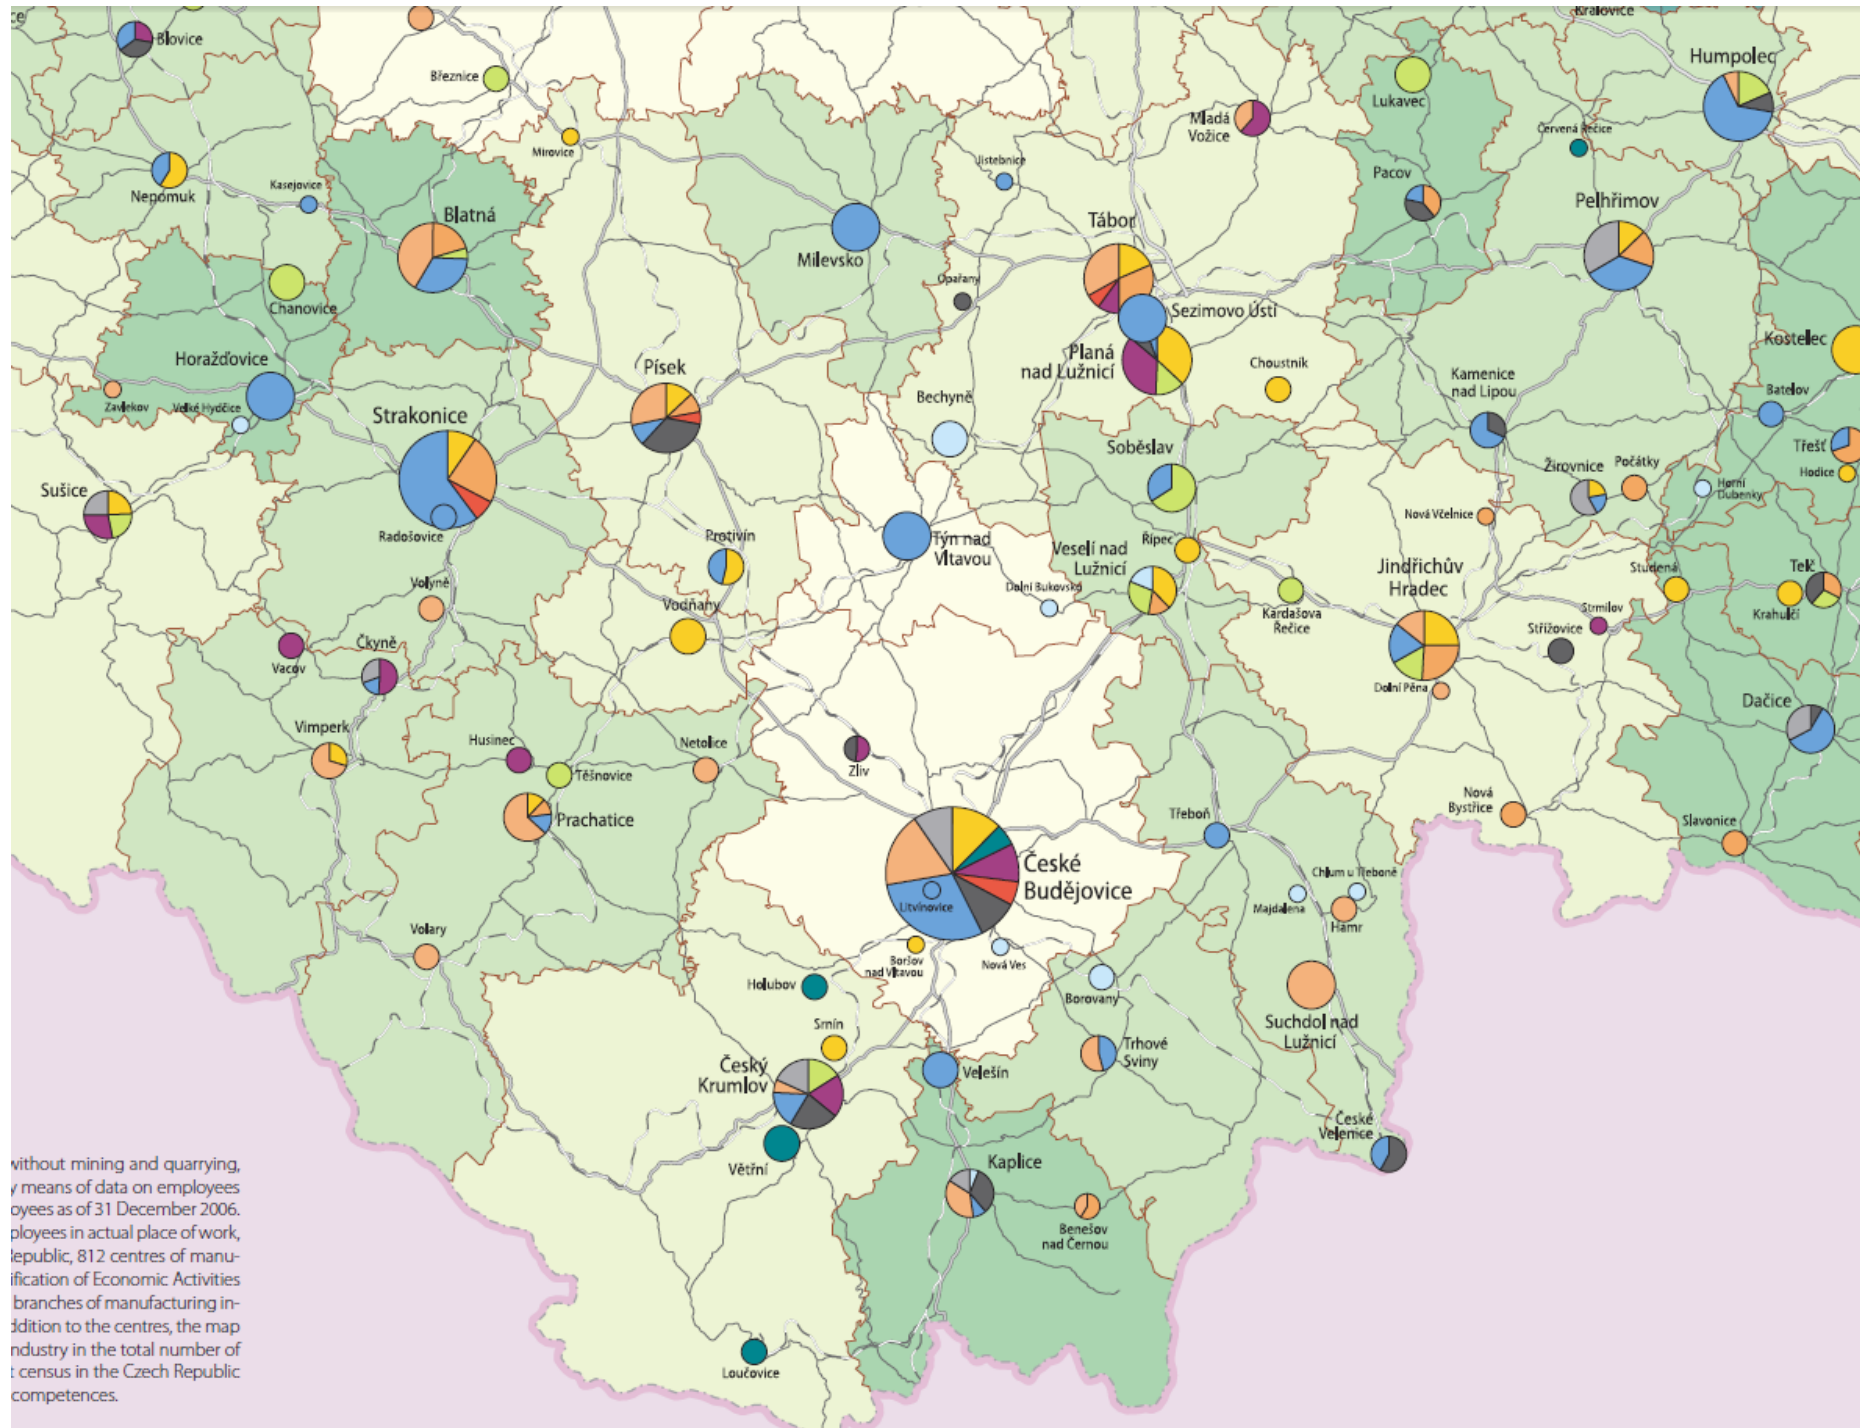 Kralovice
Blovice
Březnice
Humpolec
Lukavec
Mladá
Vožice
Červená Řečice
Mirovice
Jistebnice
Nepomuk
Kasejovice
Pacov
Pelhřimov
Blatná
Tábor
Milevsko
Opařany
Chanovice
Sezimovo Ústí
Kostelec
Horažďovice
Písek
Planá
nad Lužnicí
Choustník
Kamenice
nad Lipou
Batelov
Zavlekov
Velké Hydčice
Strakonice
Bechyně
Třešť
Soběslav
Žirovnice
Počátky
Hodice
Sušice
Horní
Dubenky
Nová Včelnice
Radošovice
Protivín
Týn nad
Vltavou
Veselí nad
Lužnicí
Řípec
Jindřichův
Hradec
Studená
Telč
Volyně
Vodňany
Dolní Bukovsko
Kardašova
Řečice
Strmilov
Krahulčí
Střížovice
Vacov
Čkyně
Dolní Pěna
Dačice
Vimperk
Husinec
Netolice
Zliv
Těšnovice
Prachatice
Nová
Bystřice
Třeboň
Slavonice
České
Budějovice
Litvínovice
Chlum u Třeboně
Majdalena
Hamr
Volary
Boršov
nad Vltavou
Nová Ves
Holubov
Borovany
Srnín
Suchdol nad
Lužnicí
Trhové
Sviny
Český
Krumlov
Velešín
České
Velenice
Větřní
Kaplice
Benešov
nad Černou
Loučovice
without mining and quarrying,
y means of data on employees
oyees as of 31 December 2006.
ployees in actual place of work,
Republic, 812 centres of manu-
ification of Economic Activities
branches of manufacturing in-
ddition to the centres, the map
industry in the total number of
t census in the Czech Republic
competences.